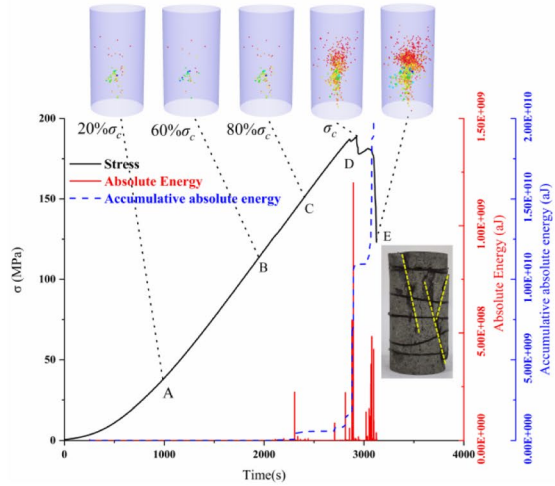 20%σc
60%σc
80%σc
σc
Stress
Absolute Energy
Accumulative absolute energy
A
B
C
D
E
σ (MPa)
200
150
100
50
0
0
1000
2000
3000
4000
Time(s)
1.50E+009
1.00E+009
5.00E+008
0.00E+000
Absolute Energy (aJ)
2.00E+010
1.50E+010
1.00E+010
5.00E+009
0.00E+000
Accumulative absolute energy (aJ)